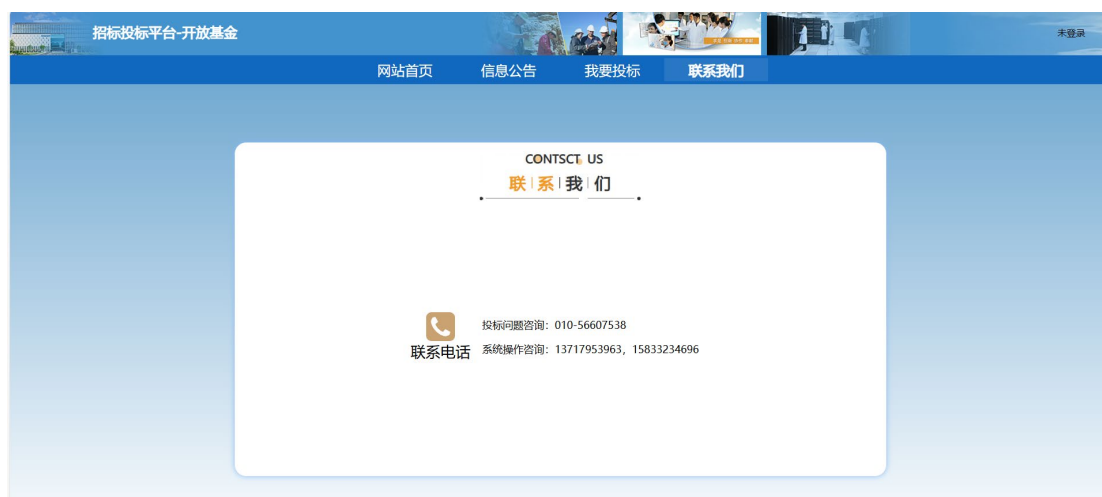 招标投标平台-开放基金
未登录
网站首页 信息公告 我要投标 联系我们
CONTSCT US
联系我们
投标问题咨询：010-56607538
联系电话
系统操作咨询：13717953963，15833234696